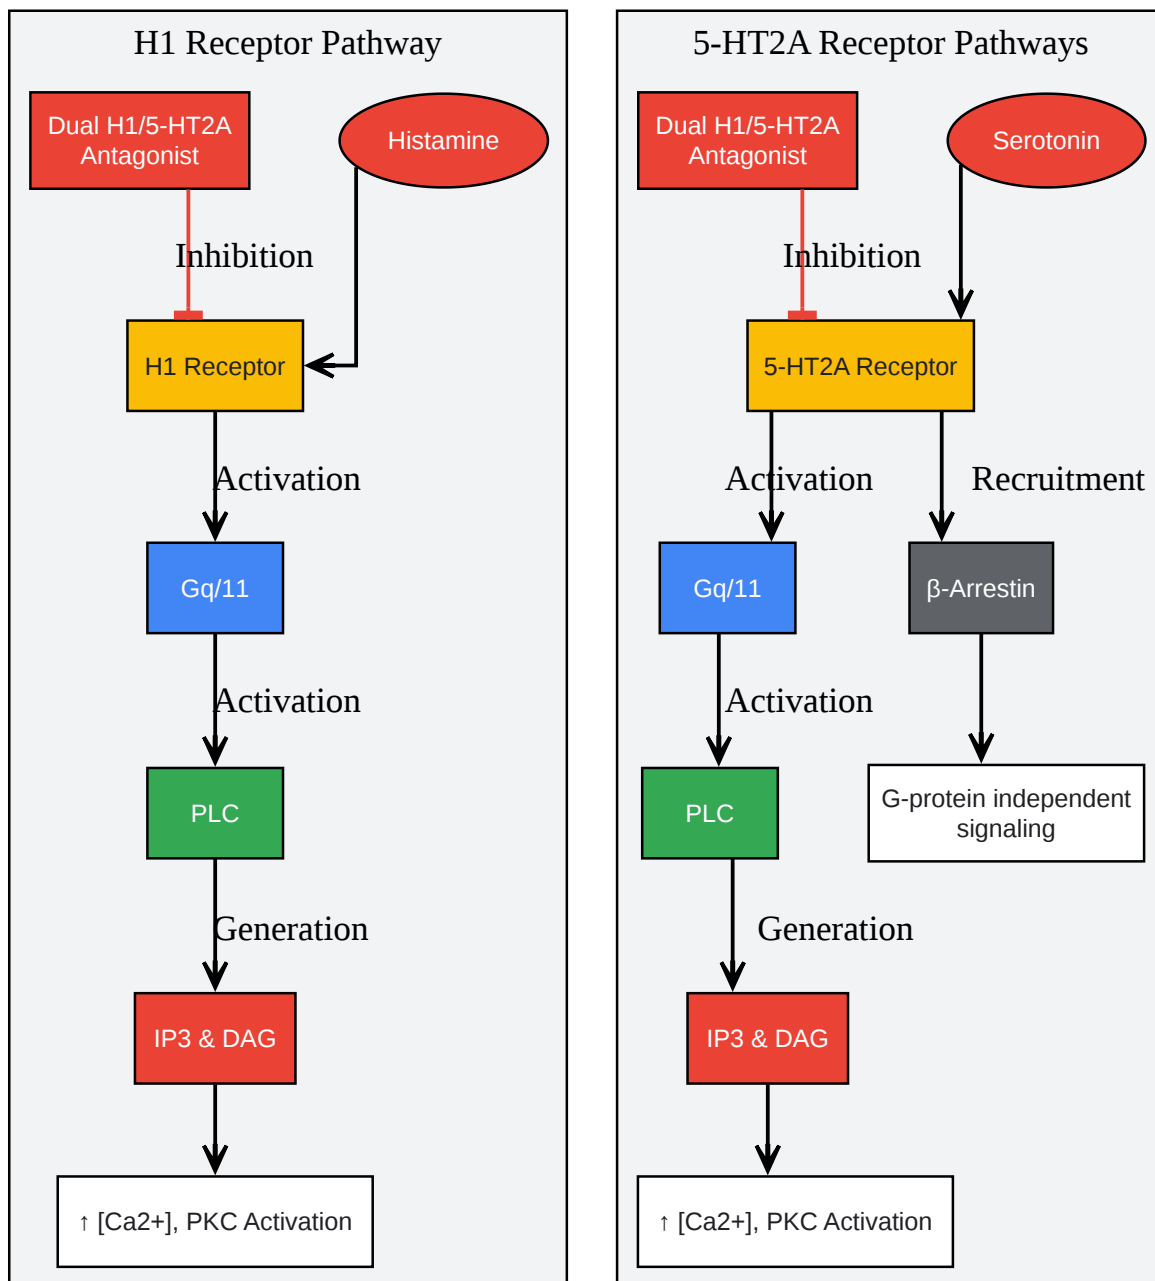 H1 Receptor Pathway
Dual H1/5-HT2A
Antagonist
Histamine
Inhibition
H1 Receptor
Activation
Gq/11
Activation
PLC
Generation
IP3 & DAG
↑ [Ca2+], PKC Activation
5-HT2A Receptor Pathways
Dual H1/5-HT2A
Antagonist
Serotonin
Inhibition
5-HT2A Receptor
Activation
Recruitment
Gq/11
β-Arrestin
Activation
PLC
G-protein independent
signaling
Generation
IP3 & DAG
↑ [Ca2+], PKC Activation